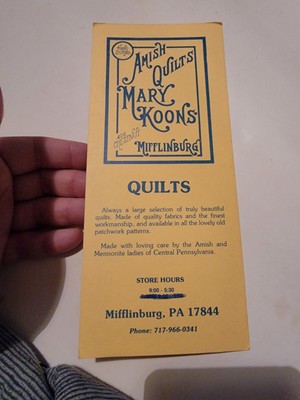 AMISH
QUILTS
MARY
KOONS
MIFFLINBURG
QUILTS
Always a large selection of truly beautiful
quilts. Made of quality fabrics and the finest
workmanship, and available in all the lovely old
patchwork patterns.
Made with loving care by the Amish and
Mennonite ladies of Central Pennsylvania.
STORE HOURS
9:00 - 5:30
Mifflinburg, PA 17844
Phone: 717-966-0341